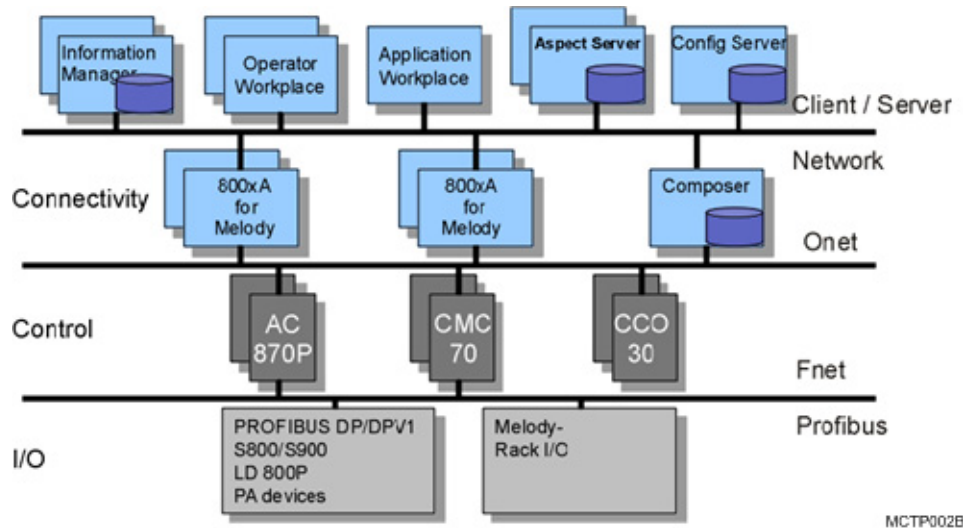 Information
Manager
Operator
Workplace
Application
Workplace
Aspect Server
Config Server
Client / Server
Network
Connectivity
800xA
for
Melody
800xA
for
Melody
Composer
Onet
Control
AC
870P
CMC
70
CCO
30
Fnet
Profibus
I/O
PROFIBUS DP/DPV1
S800/S900
LD 800P
PA devices
Melody-
Rack I/O
MCTP002B